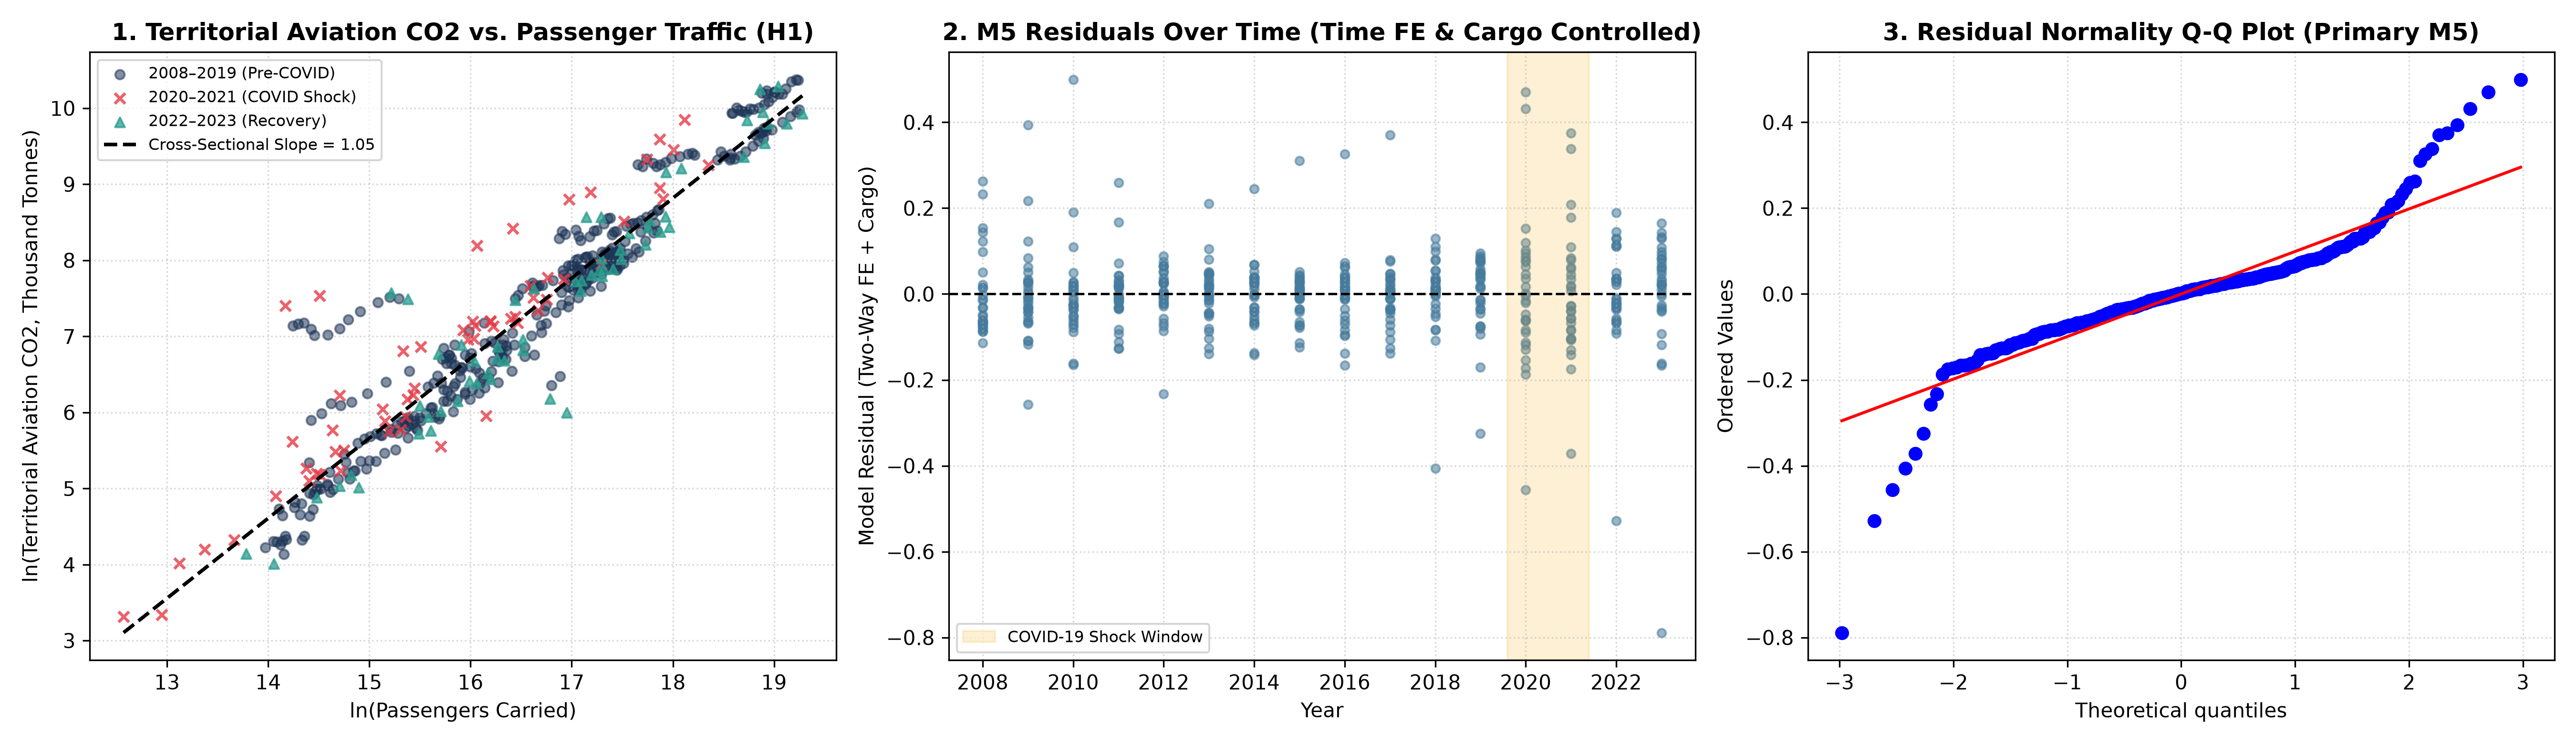 1. Territorial Aviation CO2 vs. Passenger Traffic (H1)
2008–2019 (Pre-COVID)
2020–2021 (COVID Shock)
2022–2023 (Recovery)
Cross-Sectional Slope = 1.05
ln(Territorial Aviation CO2, Thousand Tonnes)
10
9
8
7
6
5
4
3
13 14 15 16 17 18 19
ln(Passengers Carried)
2. M5 Residuals Over Time (Time FE & Cargo Controlled)
Model Residual (Two-Way FE + Cargo)
0.4
0.2
0.0
−0.2
−0.4
−0.6
−0.8
COVID-19 Shock Window
2008 2010 2012 2014 2016 2018 2020 2022
Year
3. Residual Normality Q-Q Plot (Primary M5)
Ordered Values
0.4
0.2
0.0
−0.2
−0.4
−0.6
−0.8
−3 −2 −1 0 1 2 3
Theoretical quantiles